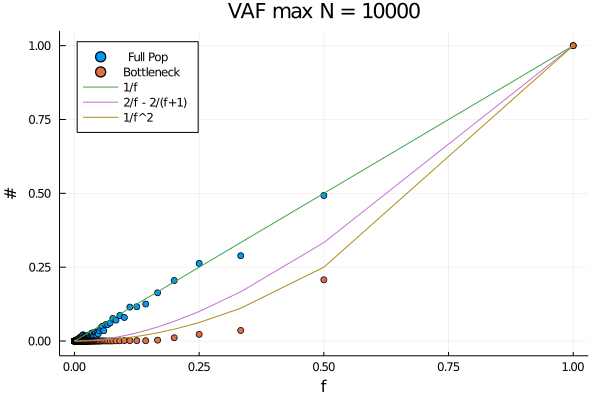 VAF max N = 10000
Full Pop
Bottleneck
1/f
2/f - 2/(f+1)
1/f^2
1.00
0.75
0.50
0.25
0.00
#
0.00 0.25 0.50 0.75 1.00
f